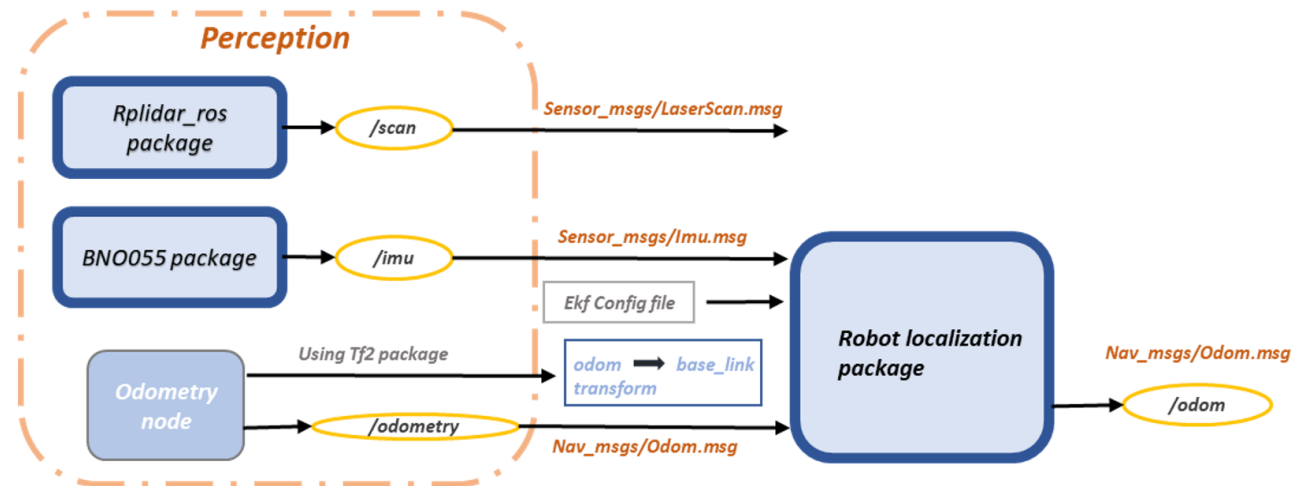 Perception
Rplidar_ros
package
/scan
Sensor_msgs/LaserScan.msg
BNO055 package
/imu
Sensor_msgs/Imu.msg
Ekf Config file
Using Tf2 package
odom
base_link
transform
Odometry
node
/odometry
Nav_msgs/Odom.msg
Robot localization
package
Nav_msgs/Odom.msg
/odom